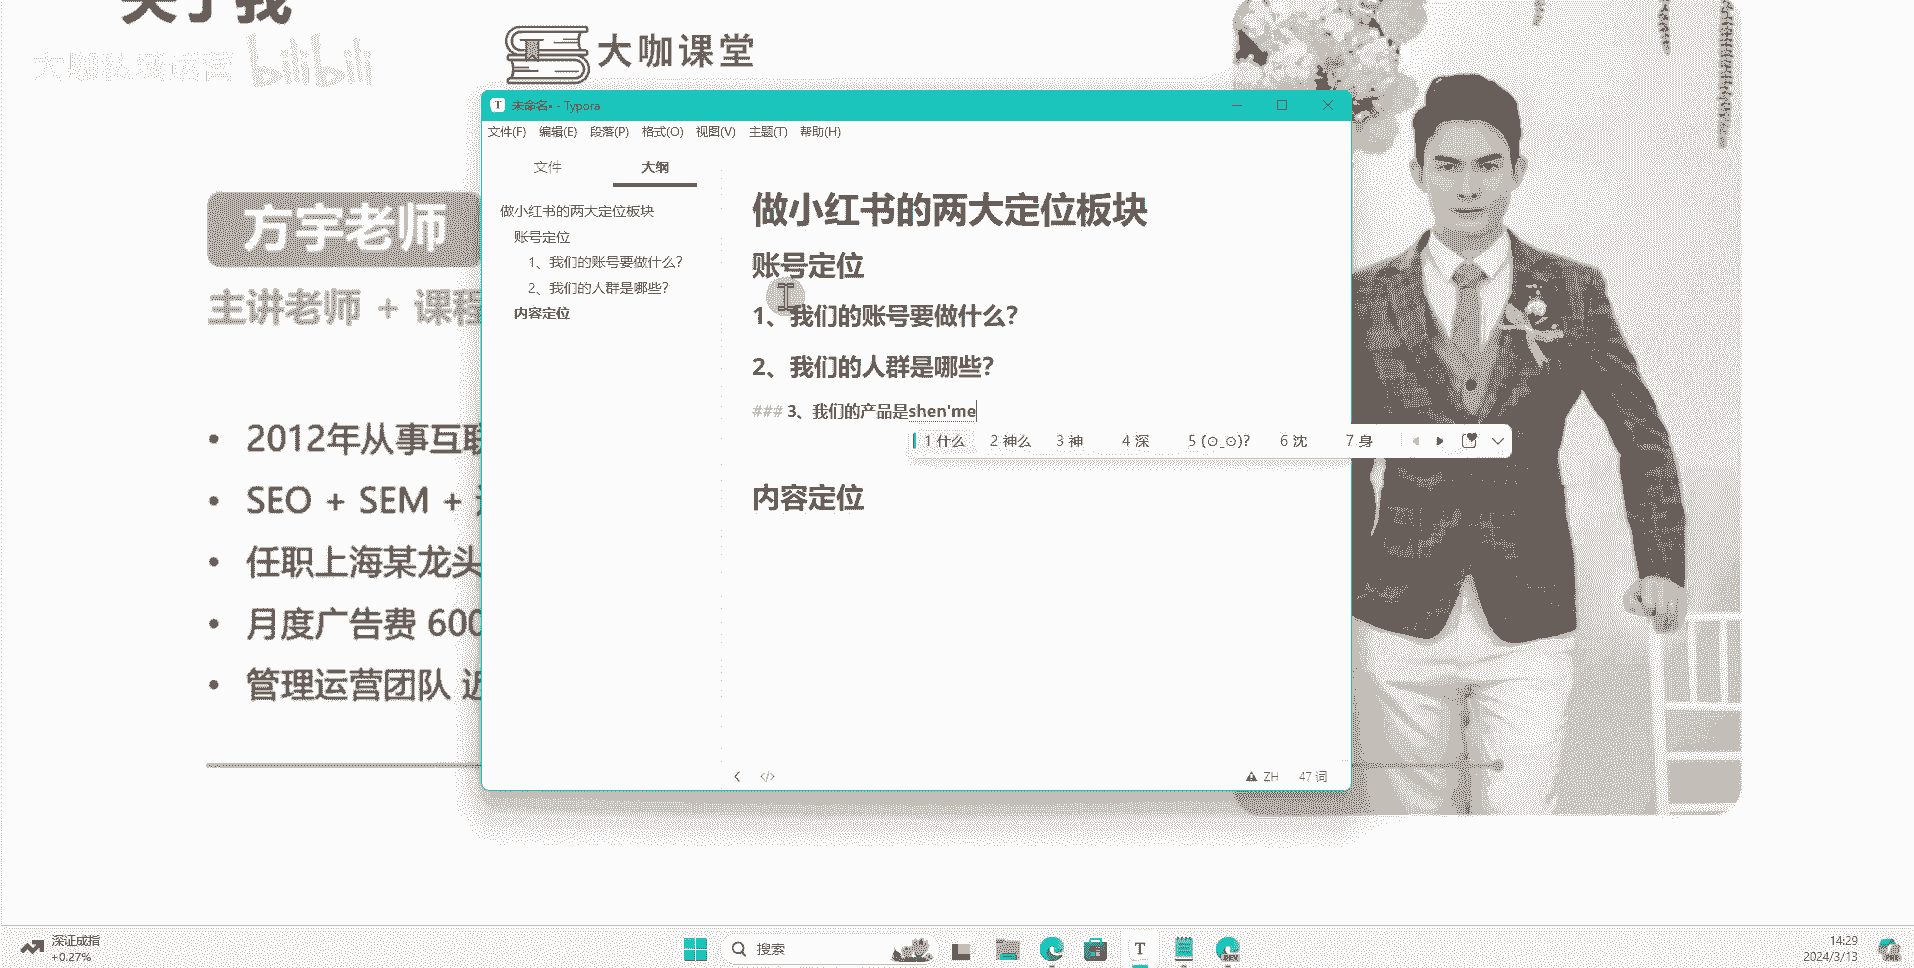 关于我
大咖私域运营 bilibili
大咖课堂
方宇老师
主讲老师 + 课程
2012年从事互联
SEO + SEM +
任职上海某龙头
月度广告费 600
管理运营团队 近
未命名• - Typora
文件(F) 编辑(E) 段落(P) 格式(O) 视图(V) 主题(T) 帮助(H)
文件 大纲
做小红书的两大定位板块
账号定位
1、我们的账号要做什么?
2、我们的人群是哪些?
内容定位
做小红书的两大定位板块
账号定位
1、我们的账号要做什么?
2、我们的人群是哪些?
### 3、我们的产品是shen'me
1 什么 2 神么 3 神 4 深 5 (⊙_⊙)? 6 沈 7 身
内容定位
</> ZH 47 词
深证成指
+0.27%
搜索
14:29
2024/3/13